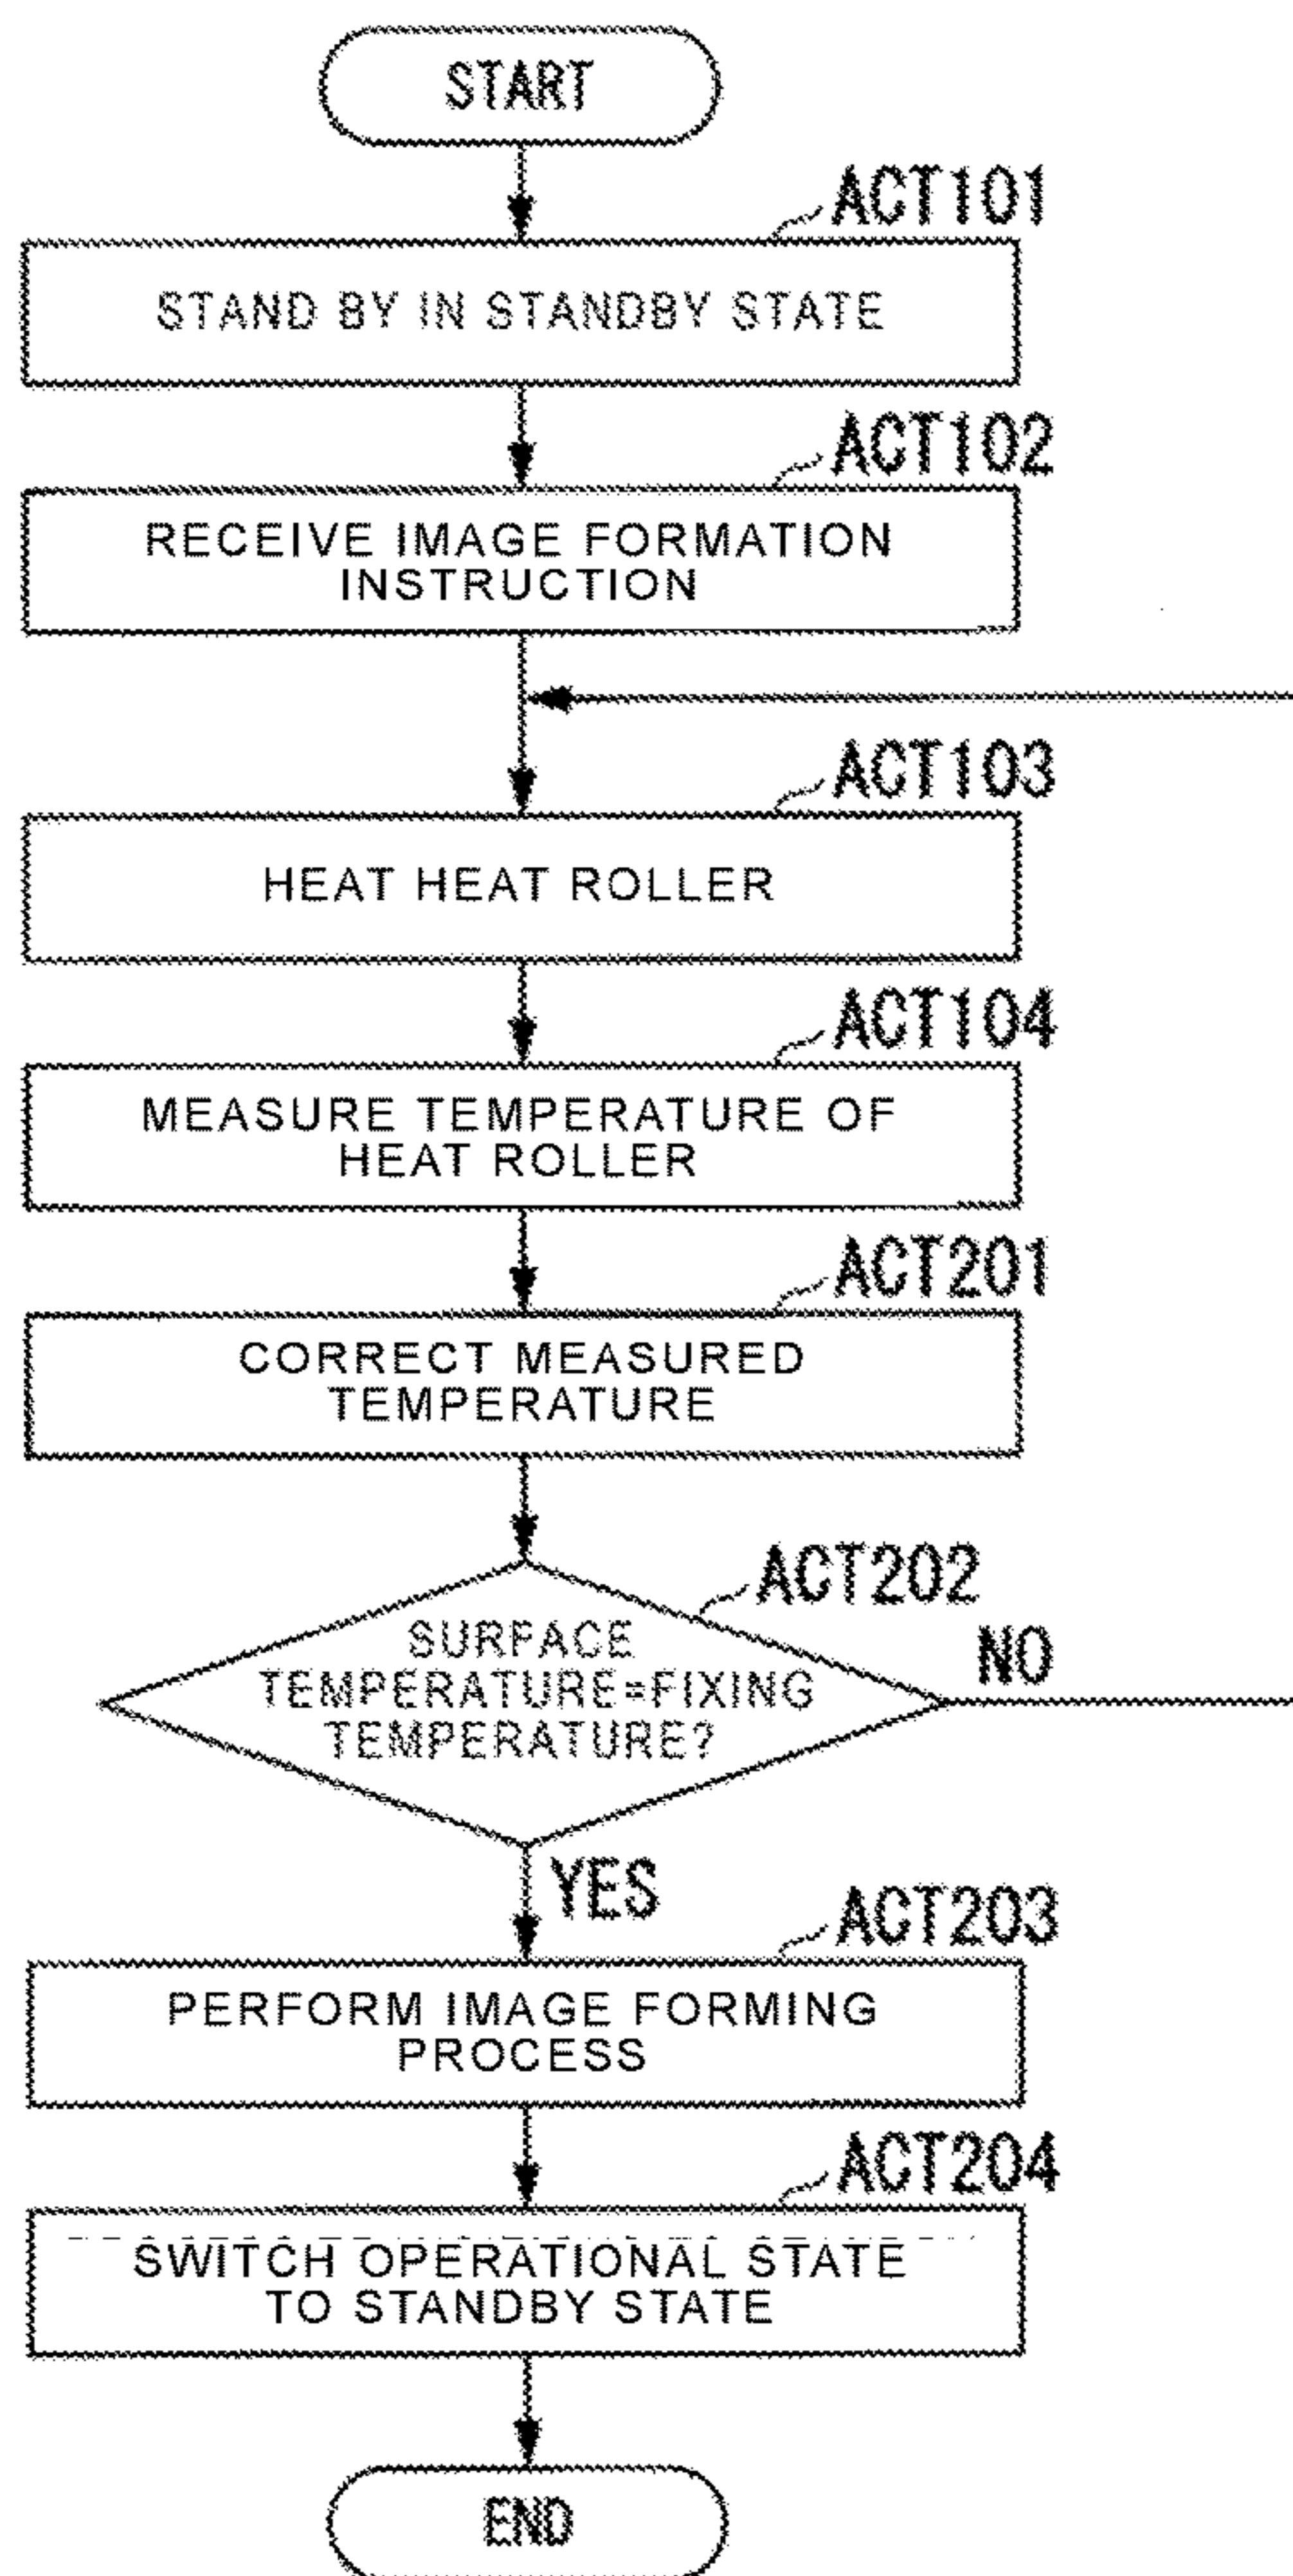 START
ACT101
STAND BY IN STANDBY STATE
ACT102
RECEIVE IMAGE FORMATION
INSTRUCTION
ACT103
HEAT HEAT ROLLER
ACT104
MEASURE TEMPERATURE OF
HEAT ROLLER
ACT201
CORRECT MEASURED
TEMPERATURE
ACT202
SURFACE
TEMPERATURE=FIXING
TEMPERATURE?
NO
YES
ACT203
PERFORM IMAGE FORMING
PROCESS
ACT204
SWITCH OPERATIONAL STATE
TO STANDBY STATE
END